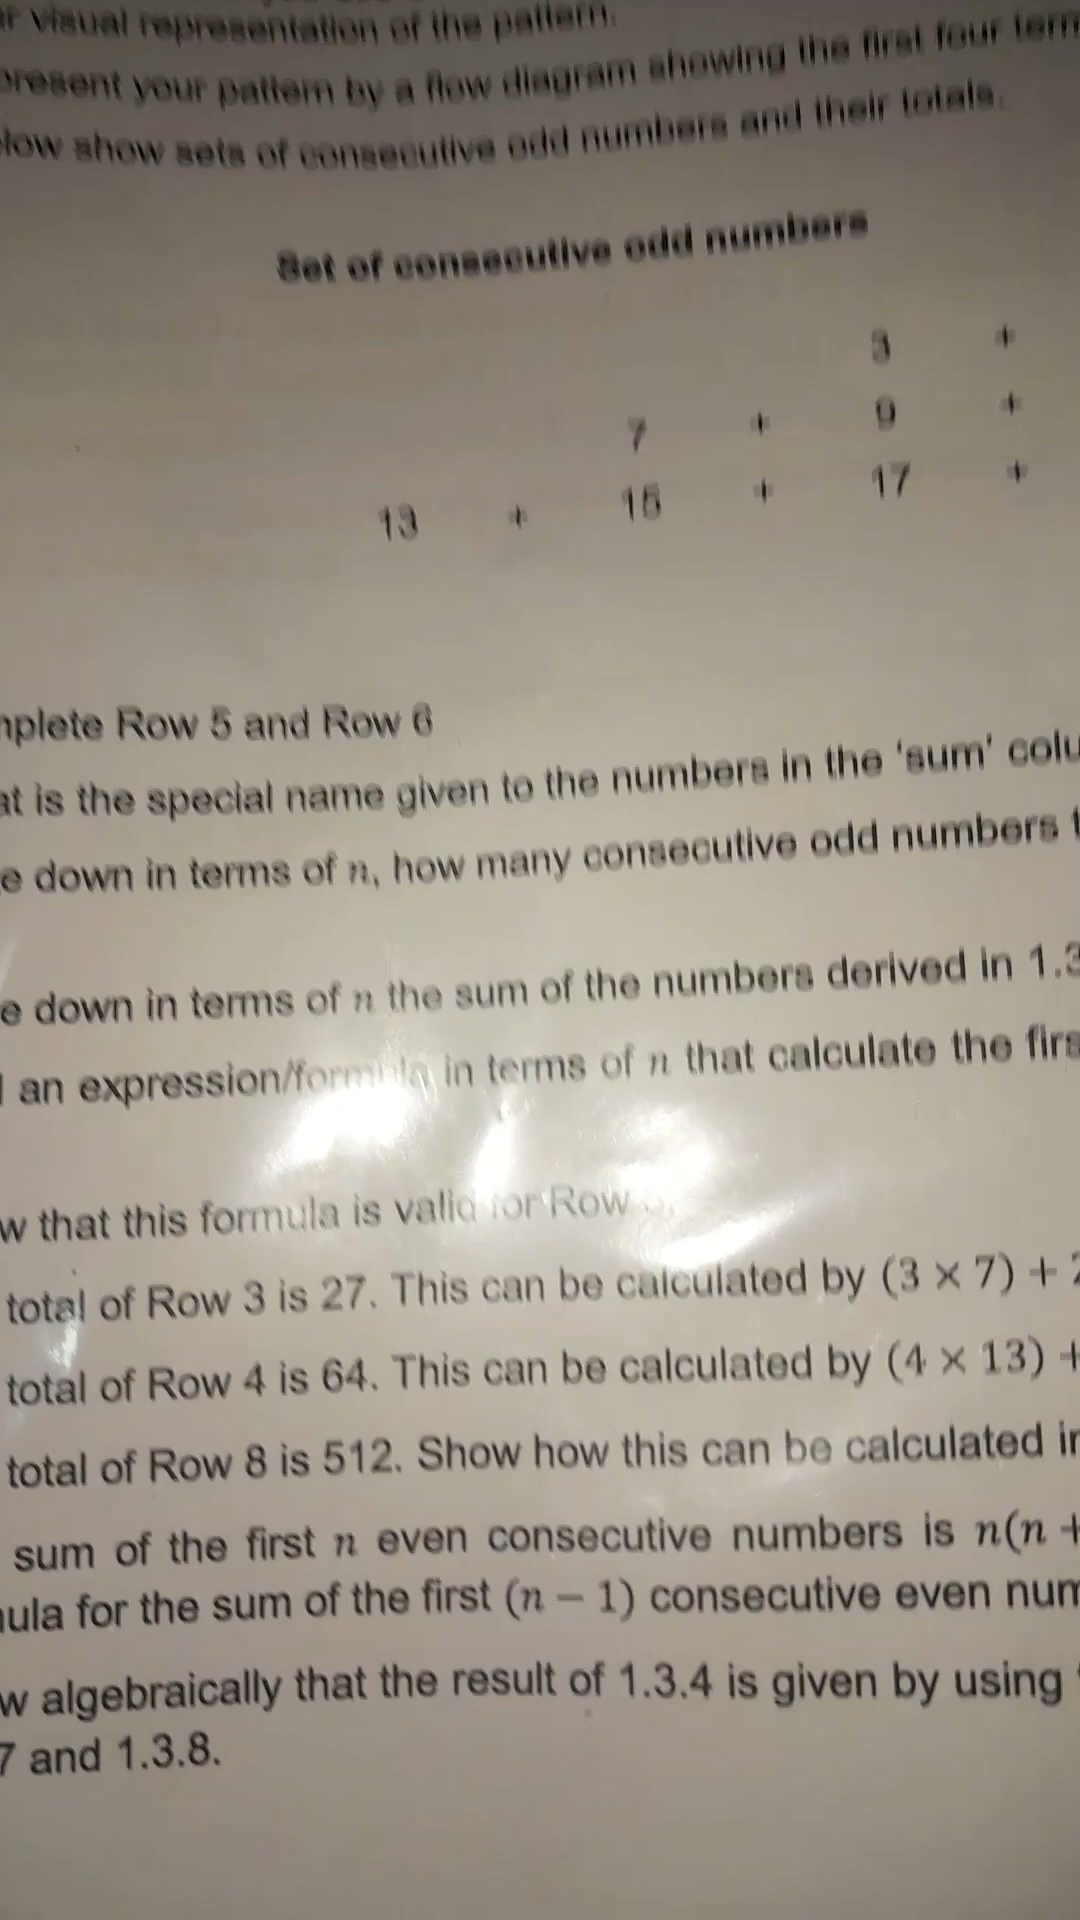 visual representation of the pattern.
present your pattern by a flow diagram showing the first four term
low show sets of consecutive odd numbers and their totals.
Set of consecutive odd numbers
3 +
7 + 9 +
13 + 15 + 17 +
mplete Row 5 and Row 6
at is the special name given to the numbers in the 'sum' colu
e down in terms of n, how many consecutive odd numbers
e down in terms of n the sum of the numbers derived in 1.3
an expression/formula in terms of n that calculate the firs
w that this formula is valid for Row
total of Row 3 is 27. This can be calculated by (3 × 7) + 2
total of Row 4 is 64. This can be calculated by (4 × 13) +
total of Row 8 is 512. Show how this can be calculated in
sum of the first n even consecutive numbers is n(n +
ula for the sum of the first (n − 1) consecutive even num
w algebraically that the result of 1.3.4 is given by using
7 and 1.3.8.